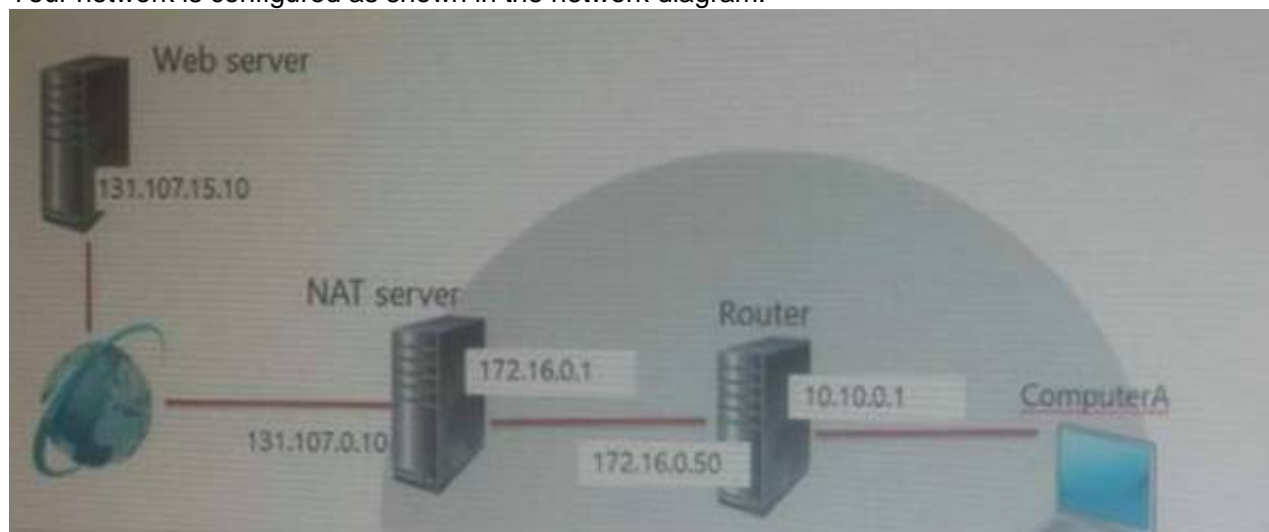 Your network is configured as shown in the network diagram.
Web server
131.107.15.10
NAT server
Router
172.16.0.1
10.10.0.1
ComputerA
131.107.0.10
172.16.0.50